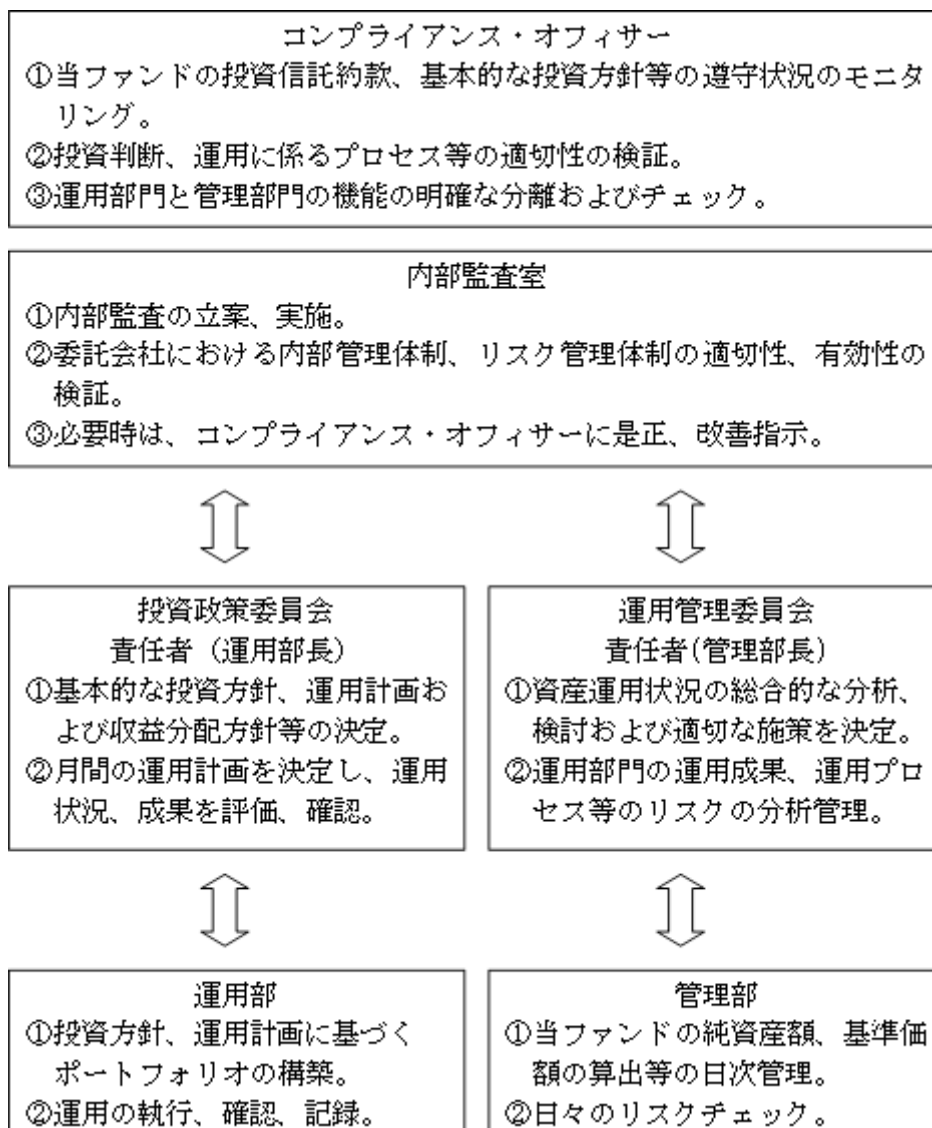 コンプライアンス・オフィサー
①当ファンドの投資信託約款、基本的な投資方針等の遵守状況のモニタ
リング。
②投資判断、運用に係るプロセス等の適切性の検証。
③運用部門と管理部門の機能の明確な分離およびチェック。
内部監査室
①内部監査の立案、実施。
②委託会社における内部管理体制、リスク管理体制の適切性、有効性の
検証。
③必要時は、コンプライアンス・オフィサーに是正、改善指示。
投資政策委員会
責任者（運用部長）
①基本的な投資方針、運用計画お
よび収益分配方針等の決定。
②月間の運用計画を決定し、運用
状況、成果を評価、確認。
運用管理委員会
責任者(管理部長)
①資産運用状況の総合的な分析、
検討および適切な施策を決定。
②運用部門の運用成果、運用プロ
セス等のリスクの分析管理。
運用部
①投資方針、運用計画に基づく
ポートフォリオの構築。
②運用の執行、確認、記録。
管理部
①当ファンドの純資産額、基準価
額の算出等の日次管理。
②日々のリスクチェック。